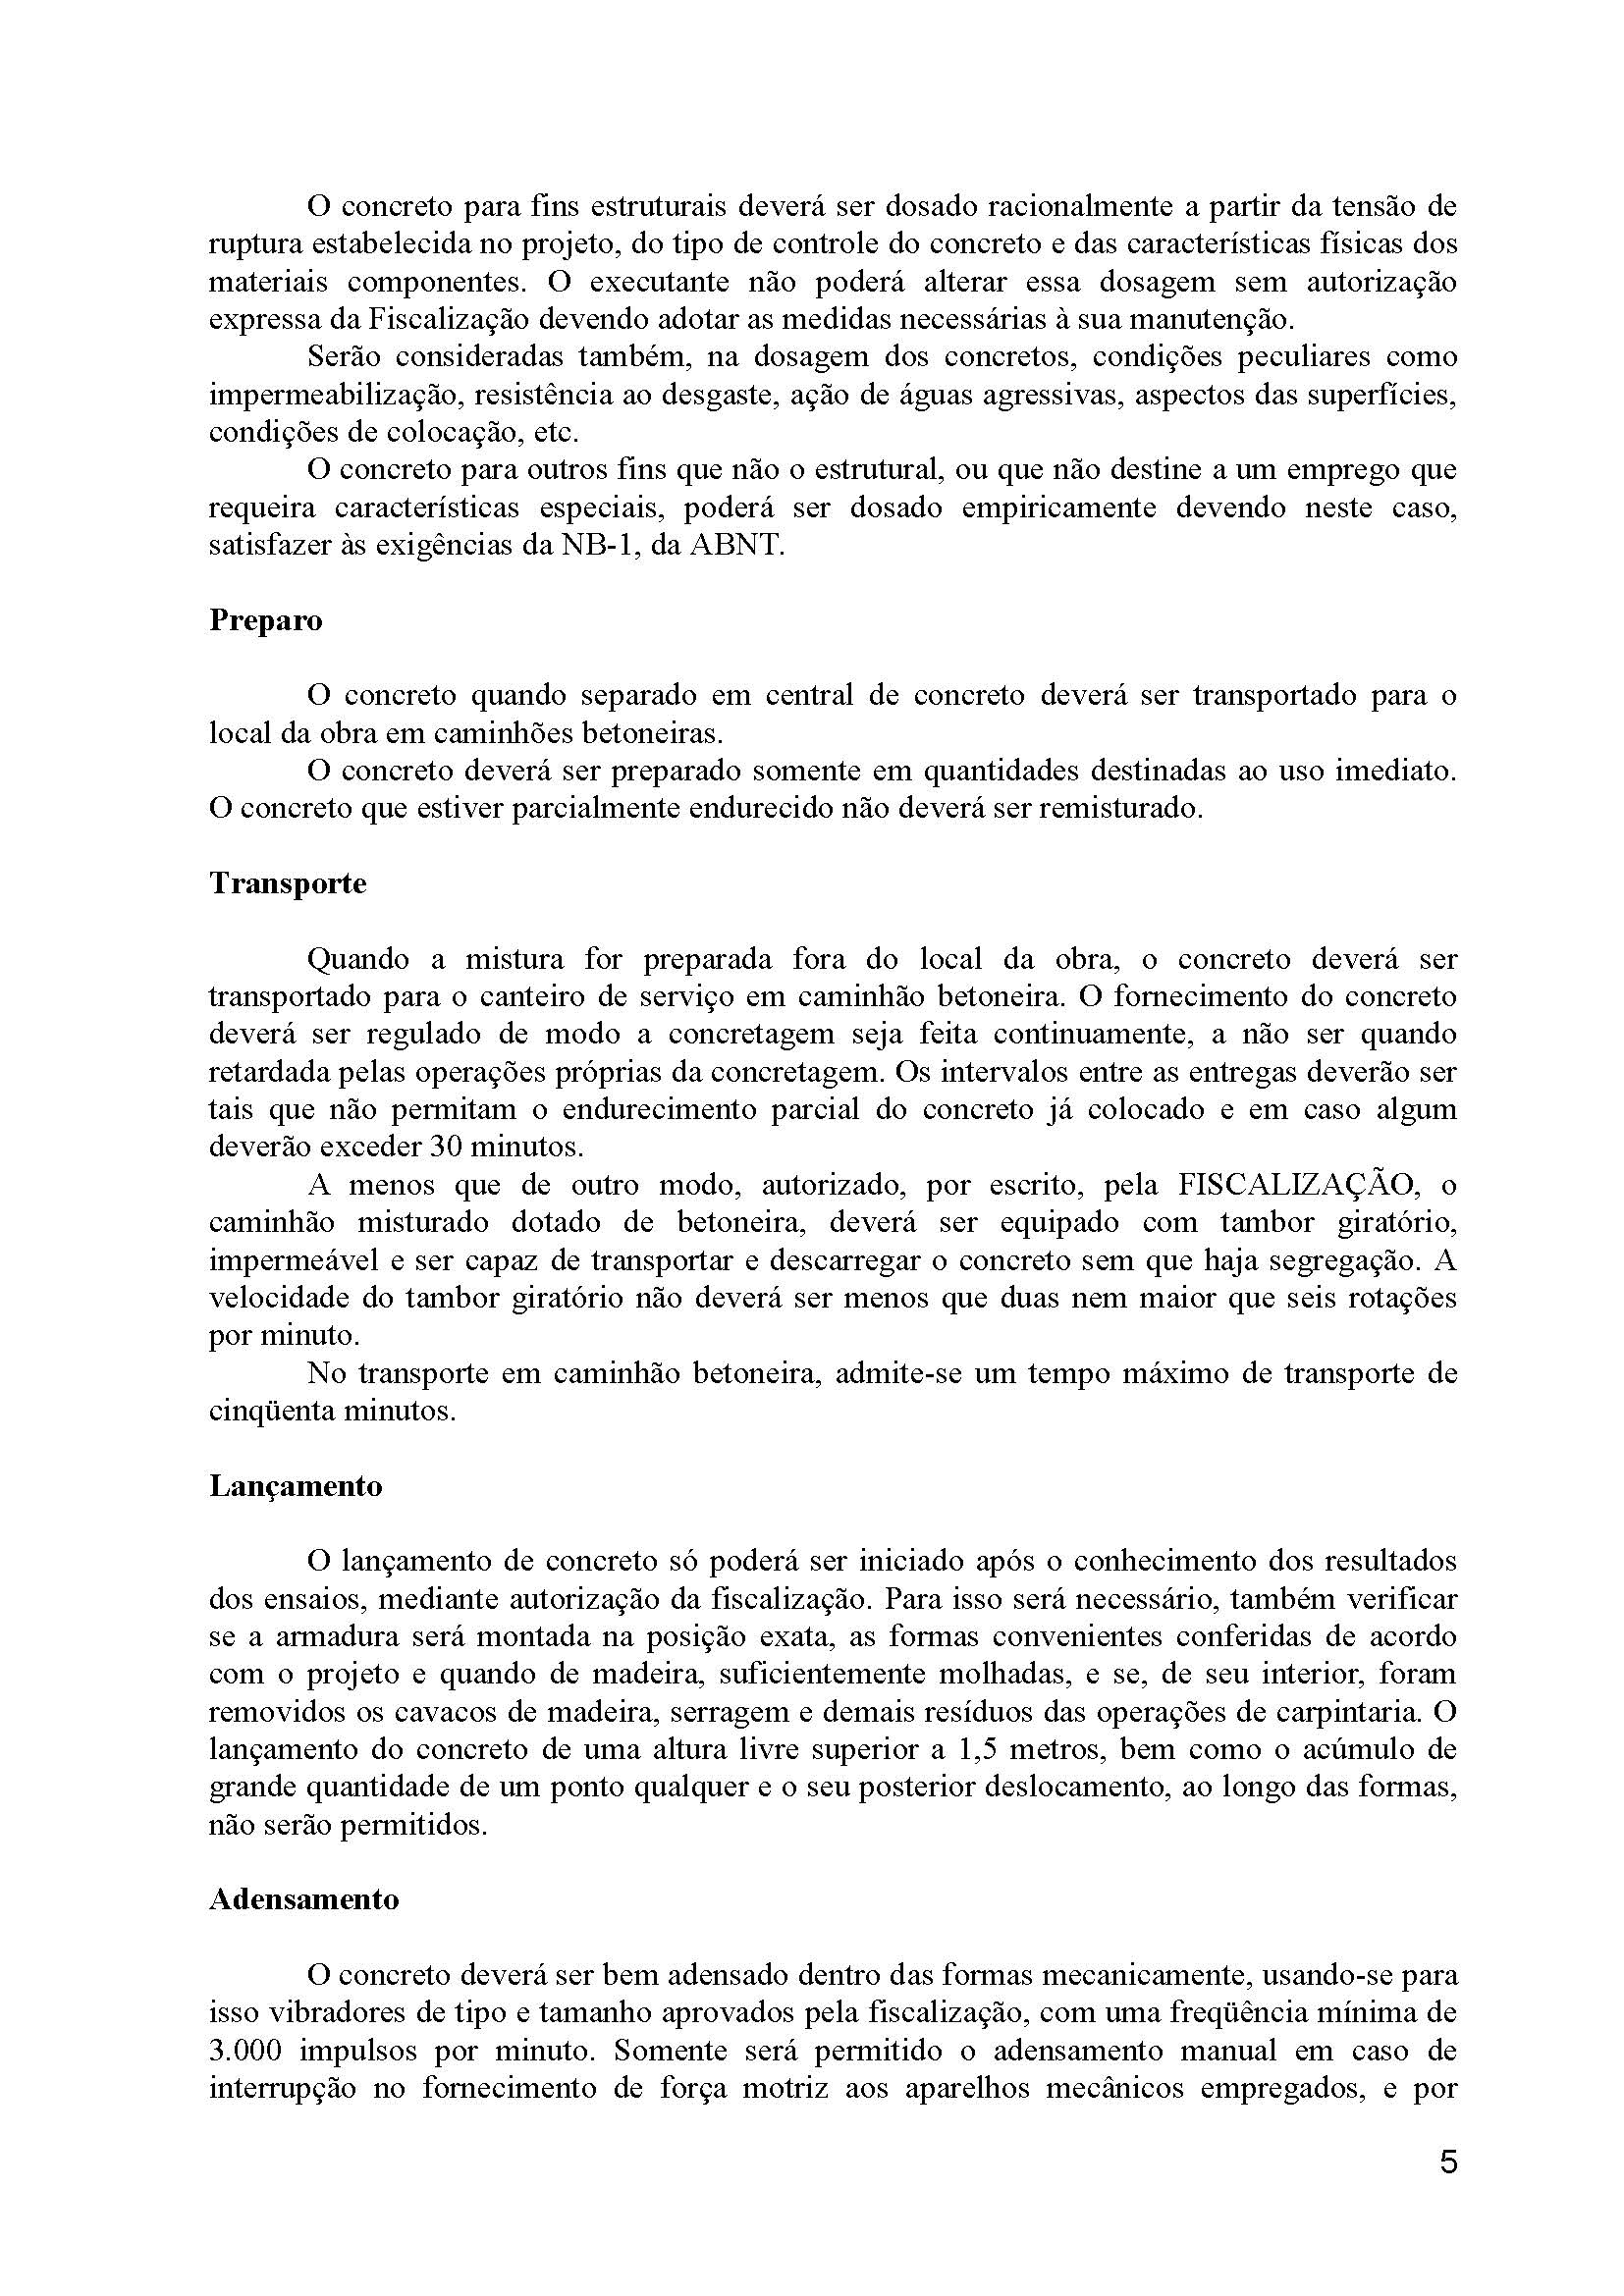 O concreto para fins estruturais deverá ser dosado racionalmente a partir da tensão de
ruptura estabelecida no projeto, do tipo de controle do concreto e das características físicas dos
materiais componentes. O executante não poderá alterar essa dosagem sem autorização
expressa da Fiscalização devendo adotar as medidas necessárias à sua manutenção.
Serão consideradas também, na dosagem dos concretos, condições peculiares como
impermeabilização, resistência ao desgaste, ação de águas agressivas, aspectos das superfícies,
condições de colocação, etc.
O concreto para outros fins que não o estrutural, ou que não destine a um emprego que
requeira características especiais, poderá ser dosado empiricamente devendo neste caso,
satisfazer às exigências da NB-1, da ABNT.
Preparo
O concreto quando separado em central de concreto deverá ser transportado para o
local da obra em caminhões betoneiras.
O concreto deverá ser preparado somente em quantidades destinadas ao uso imediato.
O concreto que estiver parcialmente endurecido não deverá ser remisturado.
Transporte
Quando a mistura for preparada fora do local da obra, o concreto deverá ser
transportado para o canteiro de serviço em caminhão betoneira. O fornecimento do concreto
deverá ser regulado de modo a concretagem seja feita continuamente, a não ser quando
retardada pelas operações próprias da concretagem. Os intervalos entre as entregas deverão ser
tais que não permitam o endurecimento parcial do concreto já colocado e em caso algum
deverão exceder 30 minutos.
A menos que de outro modo, autorizado, por escrito, pela FISCALIZAÇÃO, o
caminhão misturado dotado de betoneira, deverá ser equipado com tambor giratório,
impermeável e ser capaz de transportar e descarregar o concreto sem que haja segregação. A
velocidade do tambor giratório não deverá ser menos que duas nem maior que seis rotações
por minuto.
No transporte em caminhão betoneira, admite-se um tempo máximo de transporte de
cinqüenta minutos.
Lançamento
O lançamento de concreto só poderá ser iniciado após o conhecimento dos resultados
dos ensaios, mediante autorização da fiscalização. Para isso será necessário, também verificar
se a armadura será montada na posição exata, as formas convenientes conferidas de acordo
com o projeto e quando de madeira, suficientemente molhadas, e se, de seu interior, foram
removidos os cavacos de madeira, serragem e demais resíduos das operações de carpintaria. O
lançamento do concreto de uma altura livre superior a 1,5 metros, bem como o acúmulo de
grande quantidade de um ponto qualquer e o seu posterior deslocamento, ao longo das formas,
não serão permitidos.
Adensamento
O concreto deverá ser bem adensado dentro das formas mecanicamente, usando-se para
isso vibradores de tipo e tamanho aprovados pela fiscalização, com uma freqüência mínima de
3.000 impulsos por minuto. Somente será permitido o adensamento manual em caso de
interrupção no fornecimento de força motriz aos aparelhos mecânicos empregados, e por
5